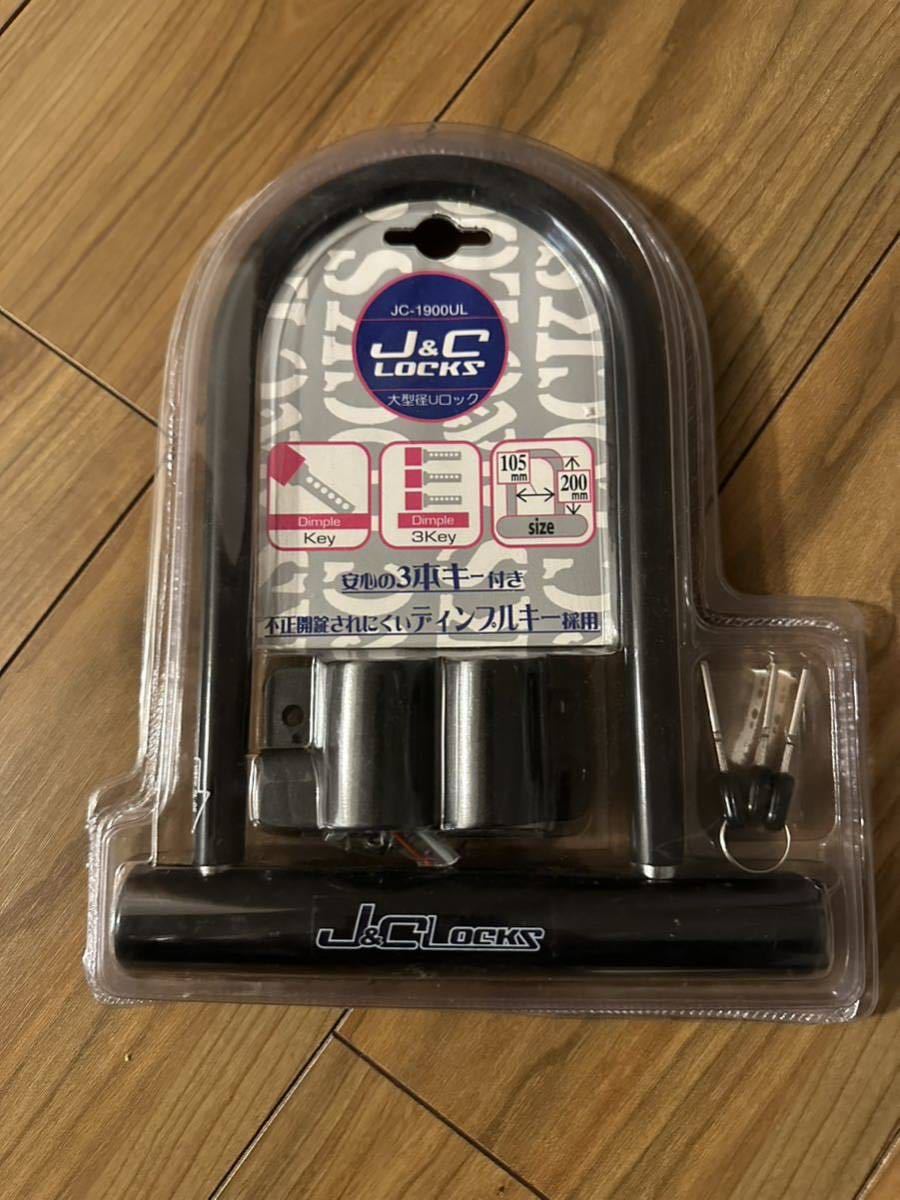 JC-1900UL
J&C
LOCKS
大型径Uロック
Dimple
Key
Dimple
3Key
105
mm
200
mm
size
安心の3本キー付き
不正開錠されにくいディンプルキー採用
J&C LOCKS